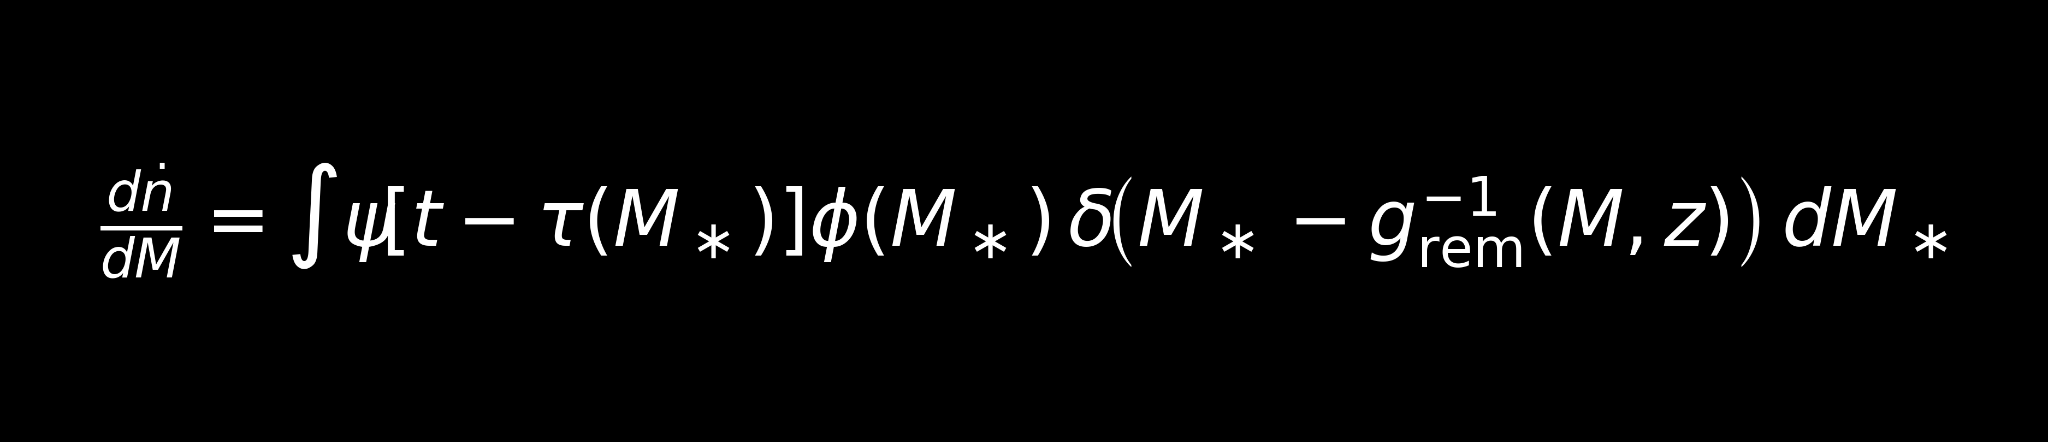 dṅ/dM = ∫ψ[t − τ(M_*)]ϕ(M_*) δ(M_* − g_rem^{−1}(M, z)) dM_*